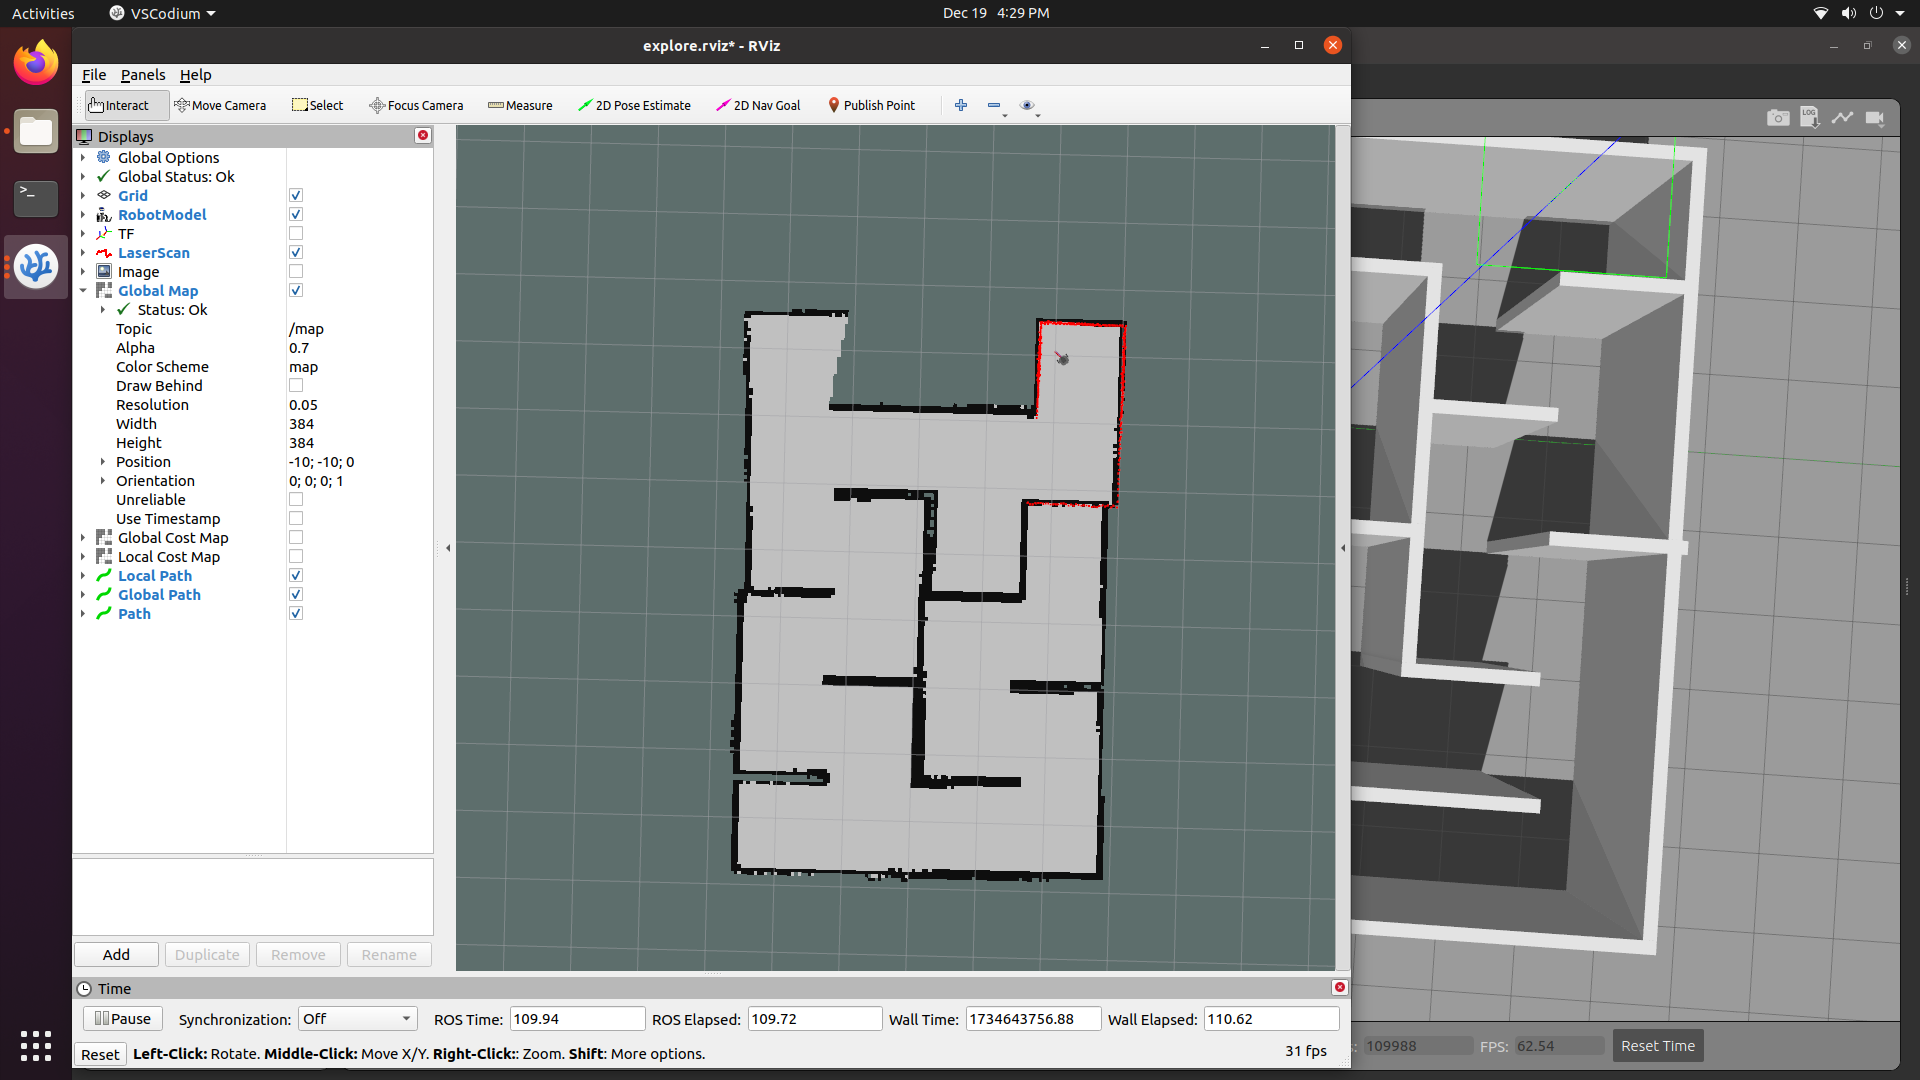 Activities VSCodium Dec 19 4:29 PM
explore.rviz* - RViz
File Panels Help
Interact Move Camera Select Focus Camera Measure 2D Pose Estimate 2D Nav Goal Publish Point
LOG
Displays
Global Options
Global Status: Ok
Grid
RobotModel
TF
LaserScan
Image
Global Map
Status: Ok
Topic /map
Alpha 0.7
Color Scheme map
Draw Behind
Resolution 0.05
Width 384
Height 384
Position -10; -10; 0
Orientation 0; 0; 0; 1
Unreliable
Use Timestamp
Global Cost Map
Local Cost Map
Local Path
Global Path
Path
Add Duplicate Remove Rename
Time
Pause Synchronization: Off ROS Time: 109.94 ROS Elapsed: 109.72 Wall Time: 1734643756.88 Wall Elapsed: 110.62
Reset Left-Click: Rotate. Middle-Click: Move X/Y. Right-Click:: Zoom. Shift: More options. 31 fps
109988 FPS: 62.54 Reset Time